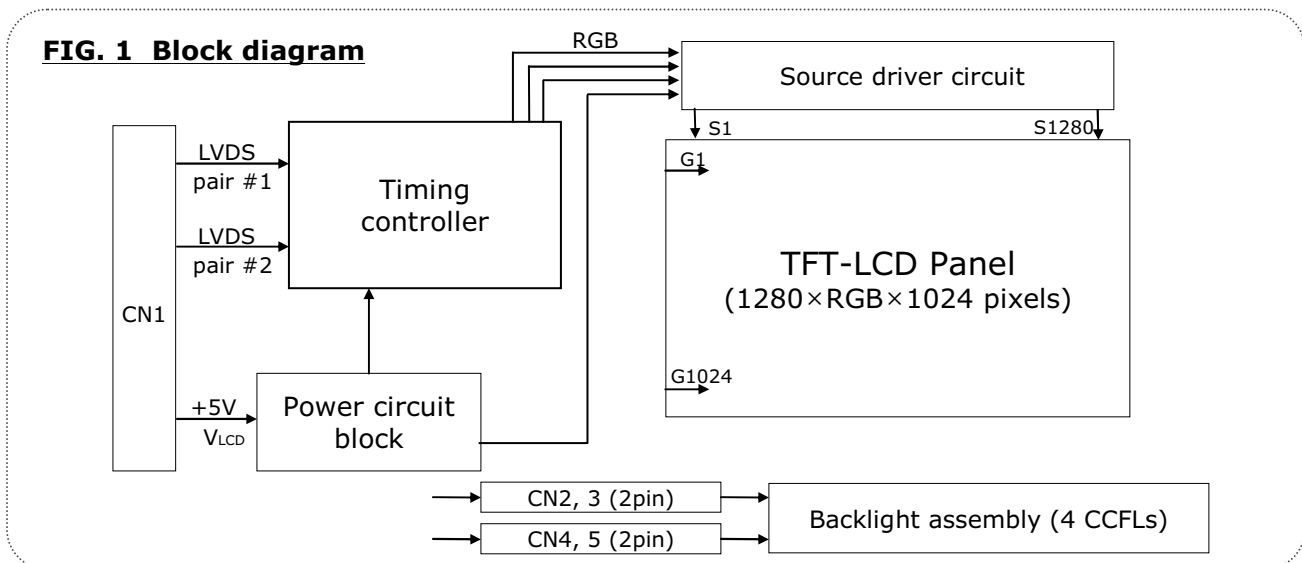 FIG. 1 Block diagram
RGB
Source driver circuit
S1
S1280
CN1
LVDS
pair #1
LVDS
pair #2
Timing
controller
G1
TFT-LCD Panel
(1280×RGB×1024 pixels)
G1024
+5V
VLCD
Power circuit
block
CN2, 3 (2pin)
CN4, 5 (2pin)
Backlight assembly (4 CCFLs)